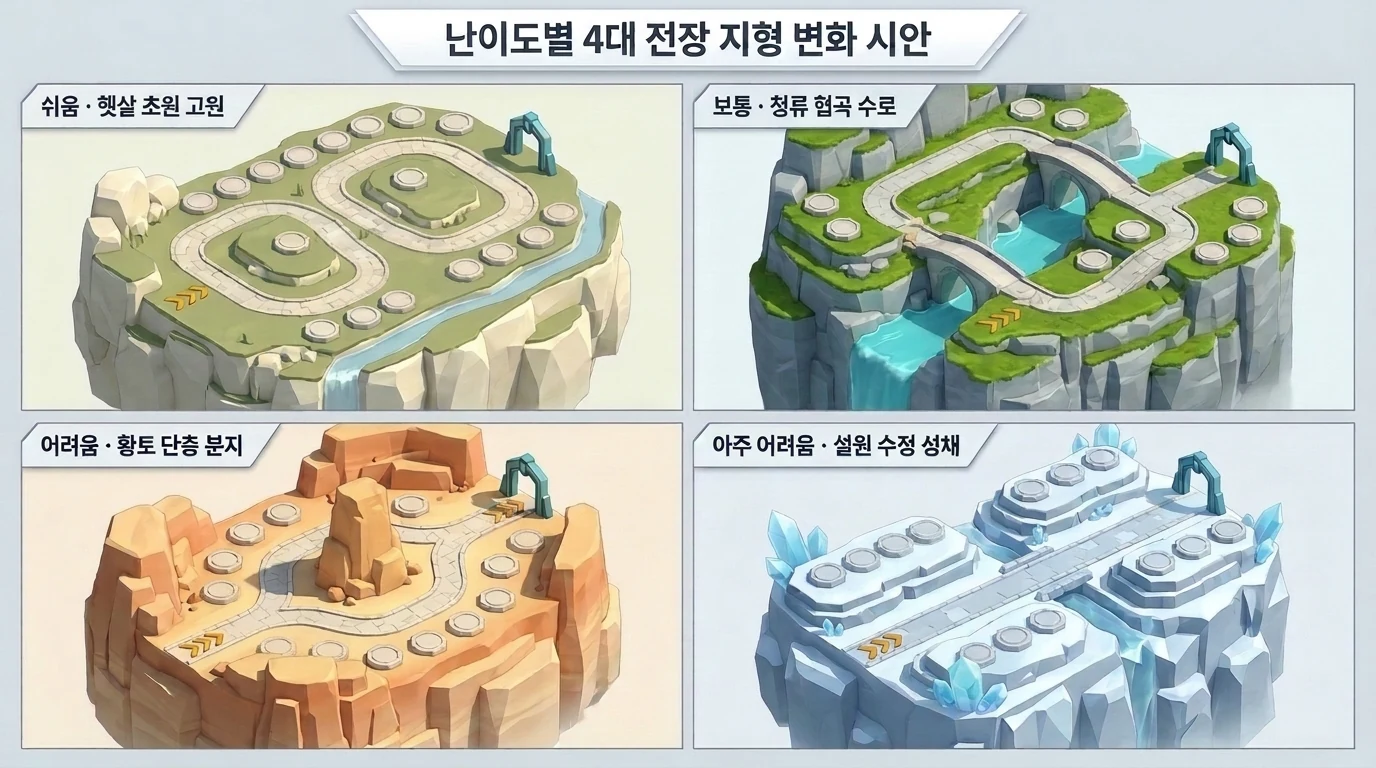 난이도별 4대 전장 지형 변화 시안
쉬움 · 햇살 초원 고원
보통 · 청류 협곡 수로
어려움 · 황토 단층 분지
아주 어려움 · 설원 수정 성채